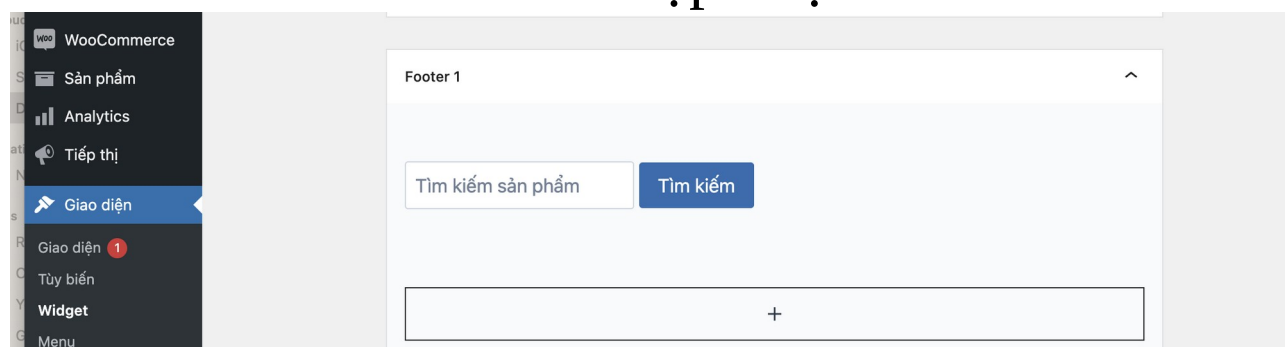 WooCommerce
Sản phẩm
Analytics
Tiếp thị
Giao diện
Giao diện 1
Tùy biến
Widget
Menu
Footer 1
Tìm kiếm sản phẩm
Tìm kiếm
+